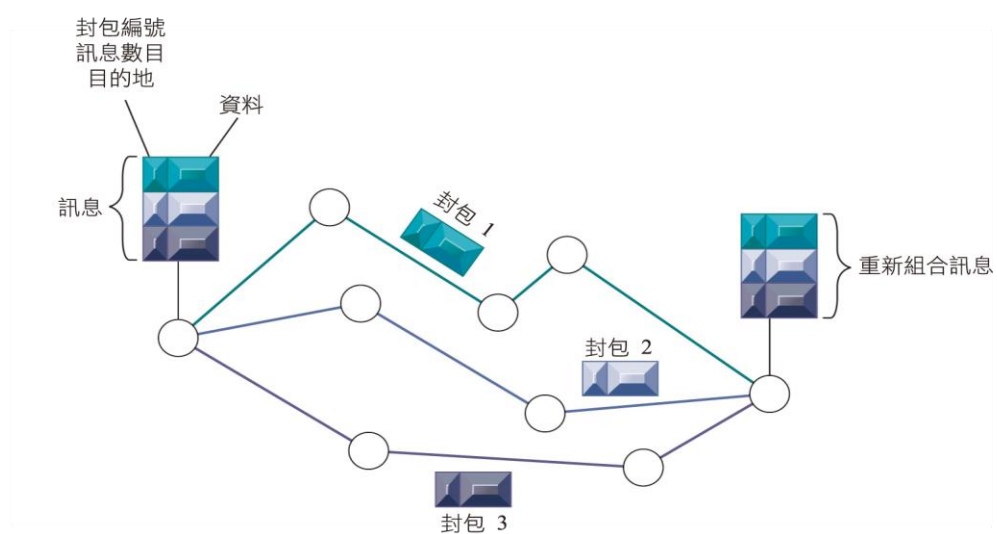 封包編號
訊息數目
目的地
資料
訊息
封包 1
重新組合訊息
封包 2
封包 3